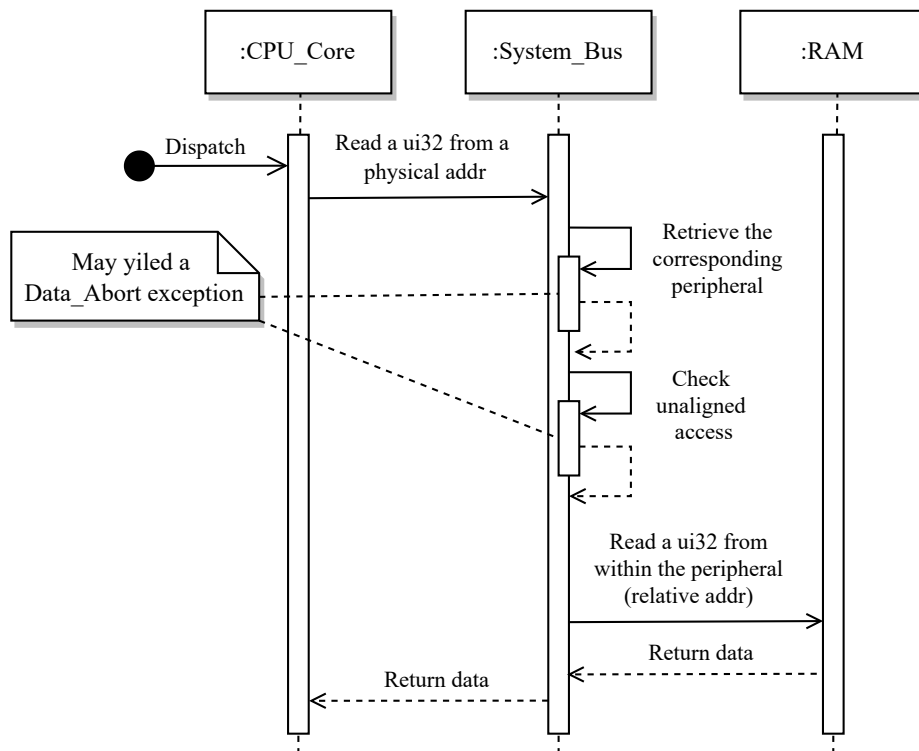 :CPU_Core
:System_Bus
:RAM
Dispatch
Read a ui32 from a
physical addr
May yiled a
Data_Abort exception
Retrieve the
corresponding
peripheral
Check
unaligned
access
Read a ui32 from
within the peripheral
(relative addr)
Return data
Return data